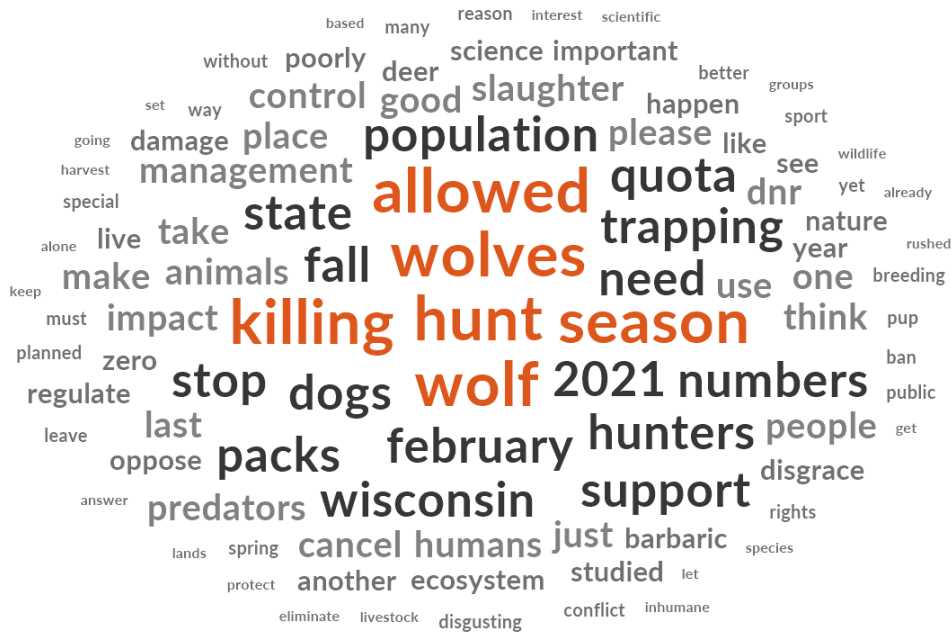 reason interest scientific
based many
science important
without poorly deer better
control good slaughter groups
set way happen sport
going damage place population please like
harvest management allowed quota see wildlife
special state dnr yet already
alone live take wolves trapping nature
fall year rushed
keep make animals need use one breeding
must impact killing hunt season think pup
planned zero ban
regulate stop dogs wolf 2021 numbers public
leave last february hunters people get
oppose packs disgrace
answer predators wisconsin support rights
lands spring cancel humans just barbaric species
protect another ecosystem studied let
eliminate livestock disgusting conflict inhumane